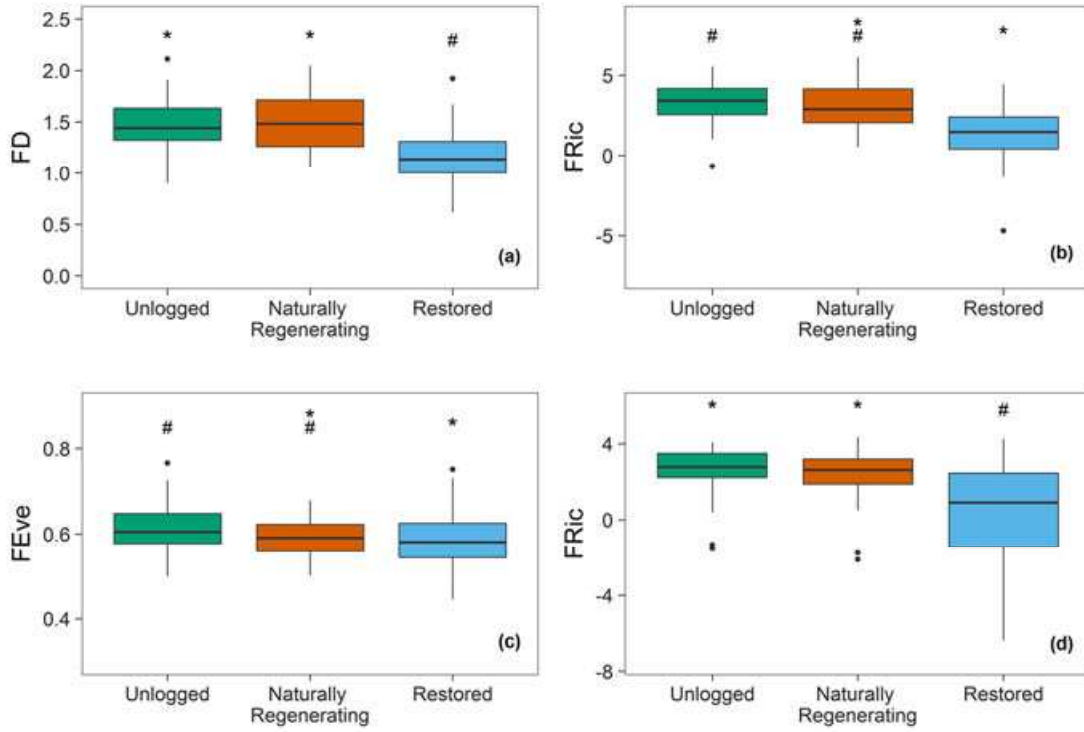 2.5
2.0
1.5
1.0
0.5
0.0
FD
* * #
(a)
Unlogged Naturally Regenerating Restored
5
0
-5
FRic
# * # *
(b)
Unlogged Naturally Regenerating Restored
0.8
0.6
0.4
FEve
# * # *
(c)
Unlogged Naturally Regenerating Restored
4
0
-4
-8
FRic
* * #
(d)
Unlogged Naturally Regenerating Restored